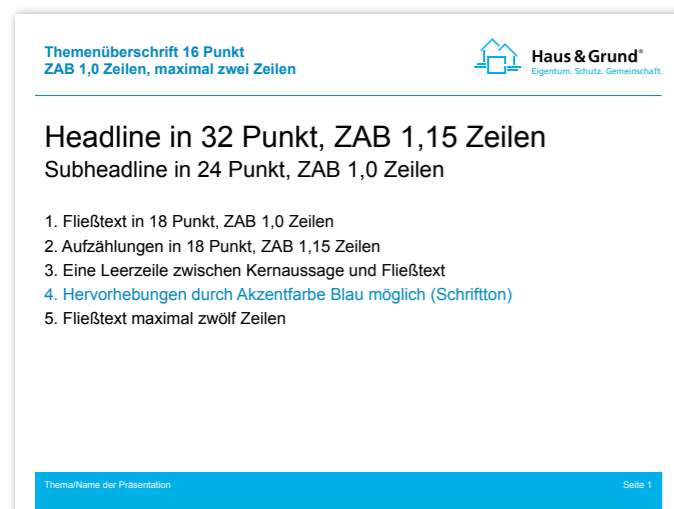 Themenüberschrift 16 Punkt
ZAB 1,0 Zeilen, maximal zwei Zeilen
Haus & Grund®
Eigentum. Schutz. Gemeinschaft.
Headline in 32 Punkt, ZAB 1,15 Zeilen
Subheadline in 24 Punkt, ZAB 1,0 Zeilen
1. Fließtext in 18 Punkt, ZAB 1,0 Zeilen
2. Aufzählungen in 18 Punkt, ZAB 1,15 Zeilen
3. Eine Leerzeile zwischen Kernaussage und Fließtext
4. Hervorhebungen durch Akzentfarbe Blau möglich (Schriftton)
5. Fließtext maximal zwölf Zeilen
Thema/Name der Präsentation
Seite 1